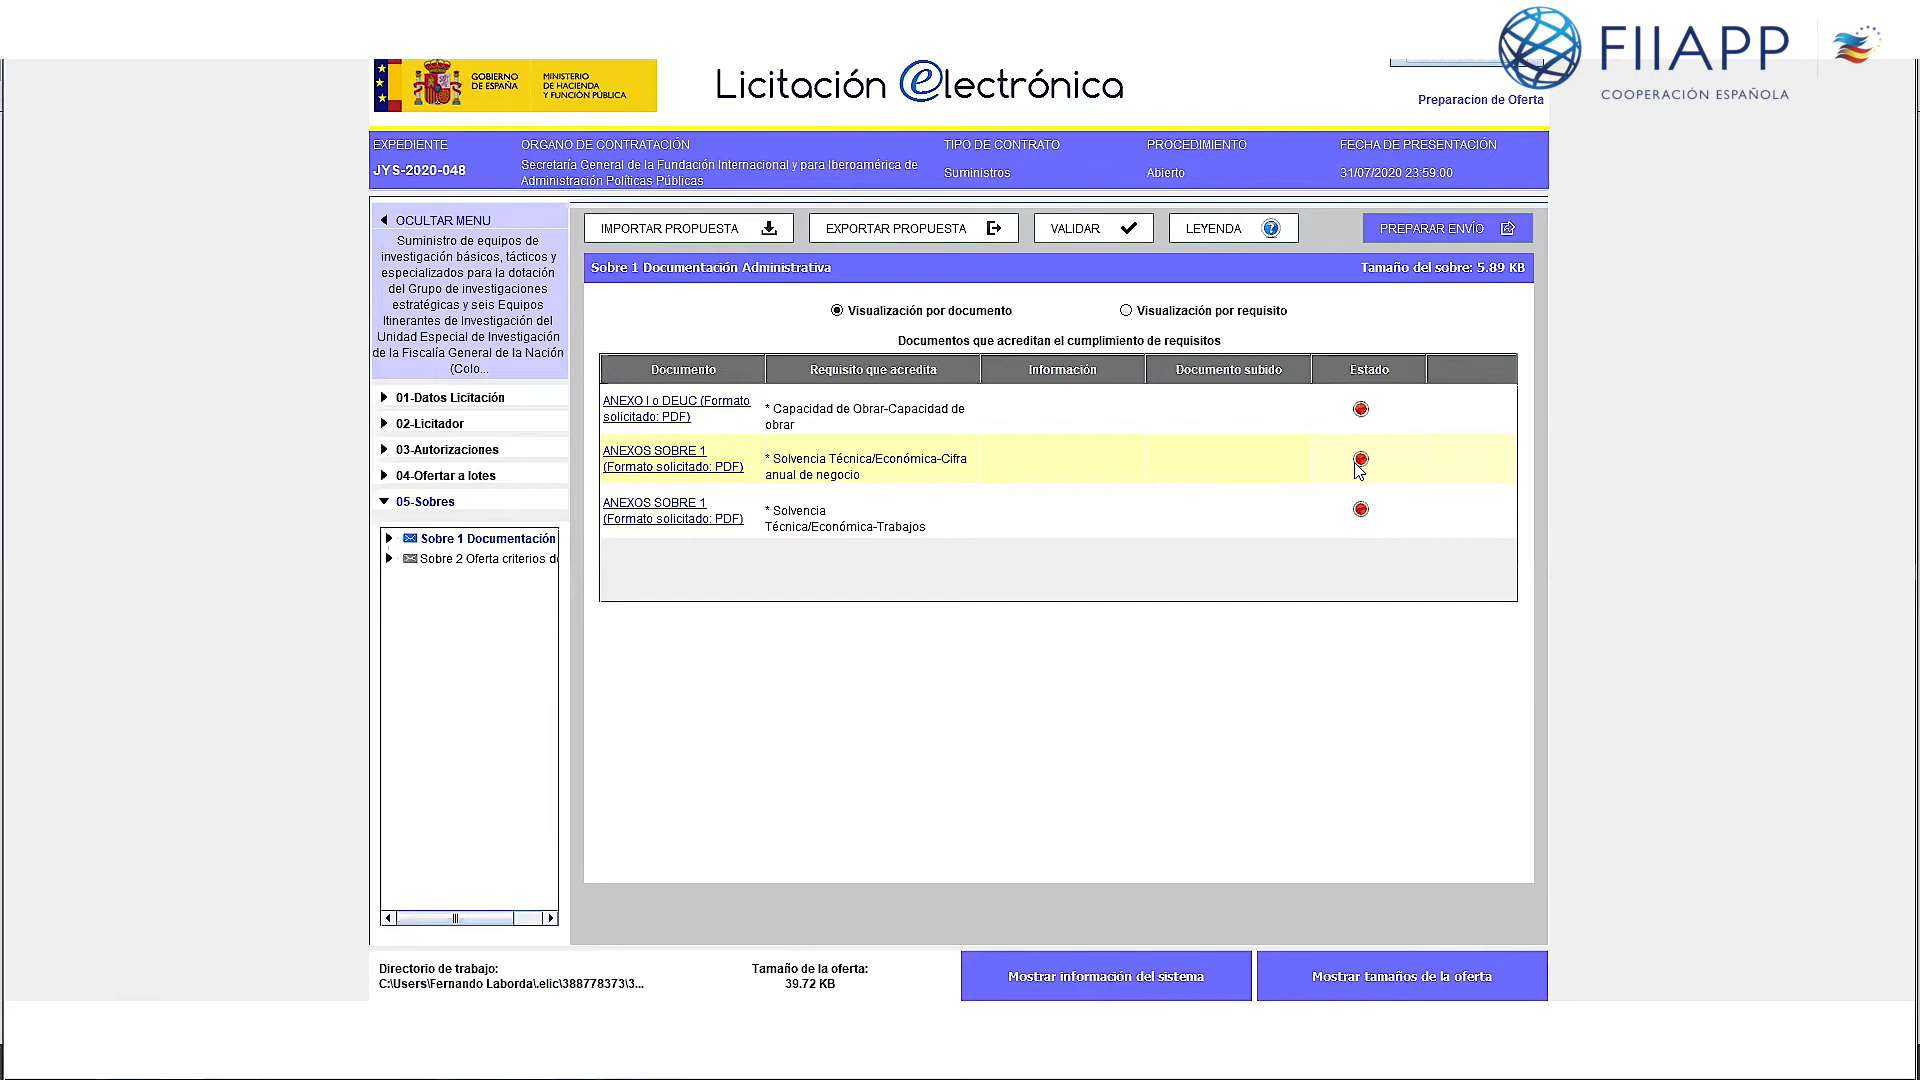 FIIAPP
COOPERACIÓN ESPAÑOLA
GOBIERNO
DE ESPAÑA
MINISTERIO
DE HACIENDA
Y FUNCIÓN PÚBLICA
Licitación electrónica
Preparacion de Oferta
EXPEDIENTE
JYS-2020-048
ORGANO DE CONTRATACIÓN
Secretaría General de la Fundación Internacional y para Iberoamérica de
Administración Políticas Públicas
TIPO DE CONTRATO
Suministros
PROCEDIMIENTO
Abierto
FECHA DE PRESENTACIÓN
31/07/2020 23:59:00
OCULTAR MENU
Suministro de equipos de
investigación básicos, tácticos y
especializados para la dotación
del Grupo de investigaciones
estratégicas y seis Equipos
Itinerantes de Investigación del
Unidad Especial de Investigación
de la Fiscalía General de la Nación
(Colo...
01-Datos Licitación
02-Licitador
03-Autorizaciones
04-Ofertar a lotes
05-Sobres
Sobre 1 Documentación
Sobre 2 Oferta criterios de
IMPORTAR PROPUESTA
EXPORTAR PROPUESTA
VALIDAR
LEYENDA
PREPARAR ENVÍO
Sobre 1 Documentación Administrativa
Tamaño del sobre: 5.89 KB
Visualización por documento
Visualización por requisito
Documentos que acreditan el cumplimiento de requisitos
Documento
Requisito que acredita
Información
Documento subido
Estado
ANEXO I o DEUC (Formato
solicitado: PDF)
* Capacidad de Obrar-Capacidad de
obrar
ANEXOS SOBRE 1
(Formato solicitado: PDF)
* Solvencia Técnica/Económica-Cifra
anual de negocio
ANEXOS SOBRE 1
(Formato solicitado: PDF)
* Solvencia
Técnica/Económica-Trabajos
Directorio de trabajo:
C:\Users\Fernando Laborda\.elic\388778373\3...
Tamaño de la oferta:
39.72 KB
Mostrar información del sistema
Mostrar tamaños de la oferta